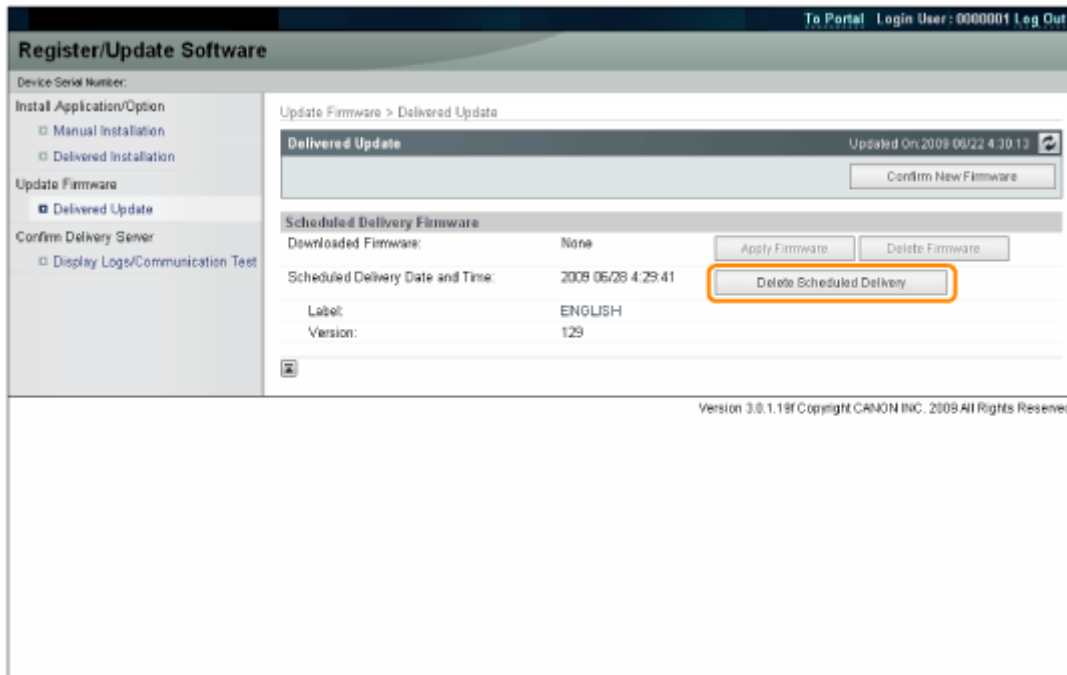 To Portal Login User : 0000001 Log Out
Register/Update Software
Device Serial Number:
Install Application/Option
Manual Installation
Delivered Installation
Update Firmware
Delivered Update
Confirm Delivery Server
Display Logs/Communication Test
Update Firmware > Delivered Update
Delivered Update Updated On:2009 06/22 4:30:13
Confirm New Firmware
Scheduled Delivery Firmware
Downloaded Firmware: None Apply Firmware Delete Firmware
Scheduled Delivery Date and Time: 2009 06/28 4:29:41 Delete Scheduled Delivery
Label: ENGLISH
Version: 129
Version 3.0.1.19f Copyright CANON INC. 2009 All Rights Reserved